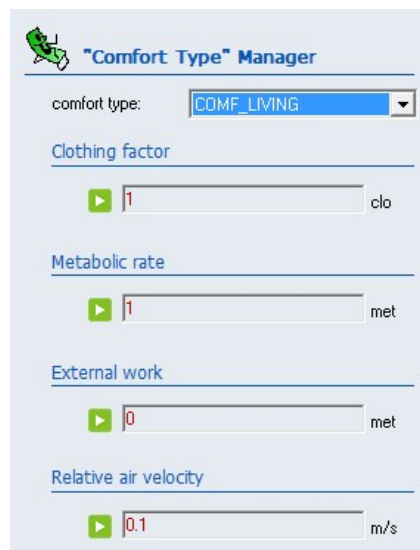 "Comfort Type" Manager
comfort type: COMF_LIVING
Clothing factor
1 clo
Metabolic rate
1 met
External work
0 met
Relative air velocity
0.1 m/s